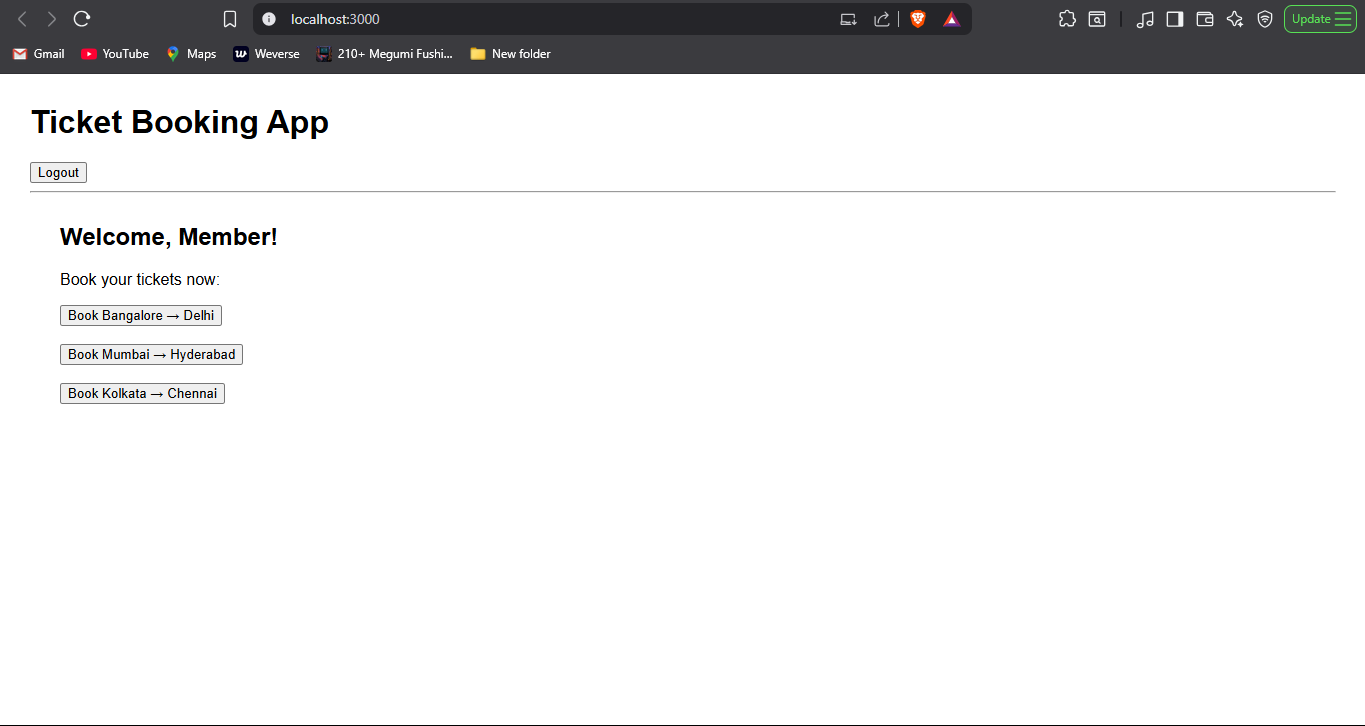 localhost:3000
Update
Gmail YouTube Maps Weverse 210+ Megumi Fushi... New folder
Ticket Booking App
Logout
Welcome, Member!
Book your tickets now:
Book Bangalore → Delhi
Book Mumbai → Hyderabad
Book Kolkata → Chennai